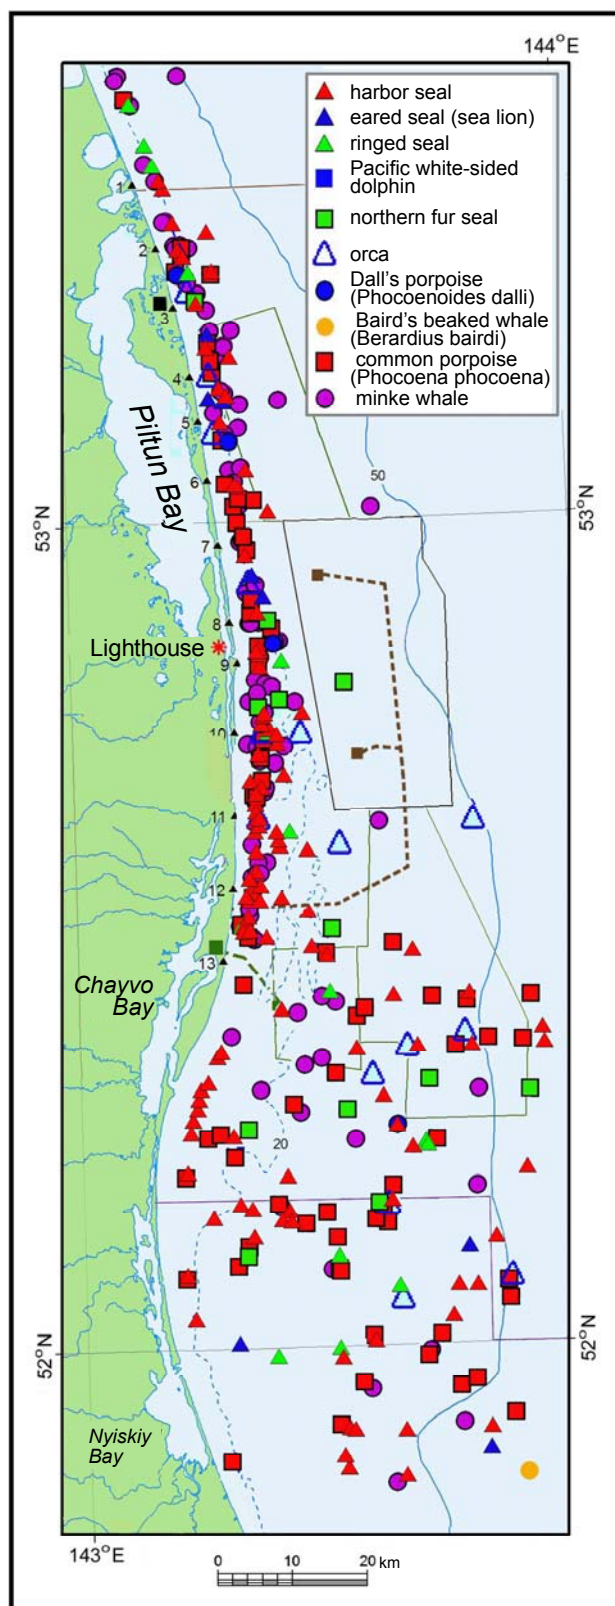 144°E
harbor seal
eared seal (sea lion)
ringed seal
Pacific white-sided
dolphin
northern fur seal
orca
Dall's porpoise
(Phocoenoides dalli)
Baird's beaked whale
(Berardius bairdi)
common porpoise
(Phocoena phocoena)
minke whale
1
2
3
4
Piltun Bay
5
6
50
53°N
53°N
7
8
Lighthouse
9
10
11
12
13
Chayvo
Bay
20
52°N
52°N
Nyiskiy
Bay
143°E
0 10 20 km